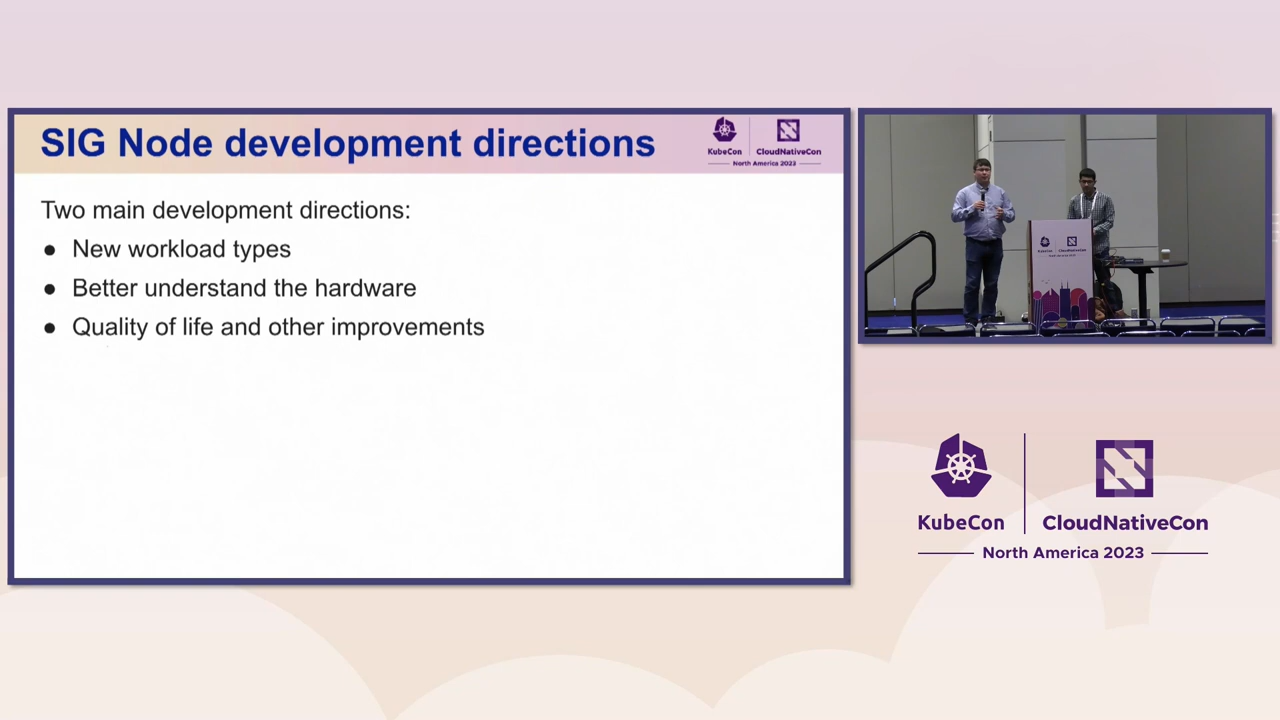 SIG Node development directions
KubeCon
CloudNativeCon
North America 2023
Two main development directions:
● New workload types
● Better understand the hardware
● Quality of life and other improvements
KubeCon
CloudNativeCon
North America 2023